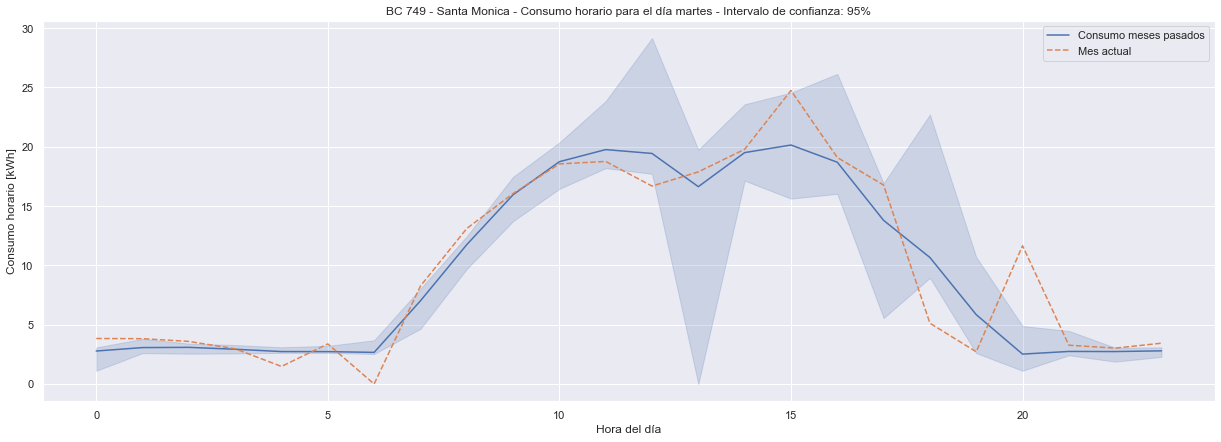 BC 749 - Santa Monica - Consumo horario para el día martes - Intervalo de confianza: 95%
Consumo meses pasados
Mes actual
Consumo horario [kWh]
30
25
20
15
10
5
0
0
5
10
15
20
Hora del día